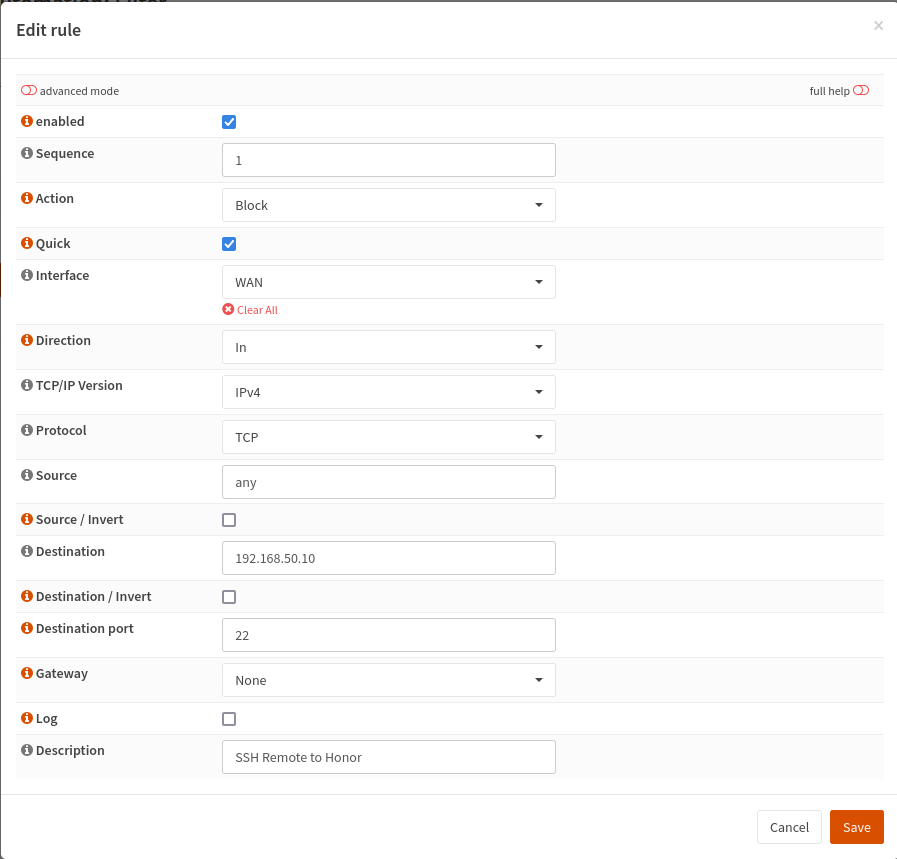 Edit rule
×
advanced mode
full help
enabled
Sequence
1
Action
Block
Quick
Interface
WAN
Clear All
Direction
In
TCP/IP Version
IPv4
Protocol
TCP
Source
any
Source / Invert
Destination
192.168.50.10
Destination / Invert
Destination port
22
Gateway
None
Log
Description
SSH Remote to Honor
Cancel
Save